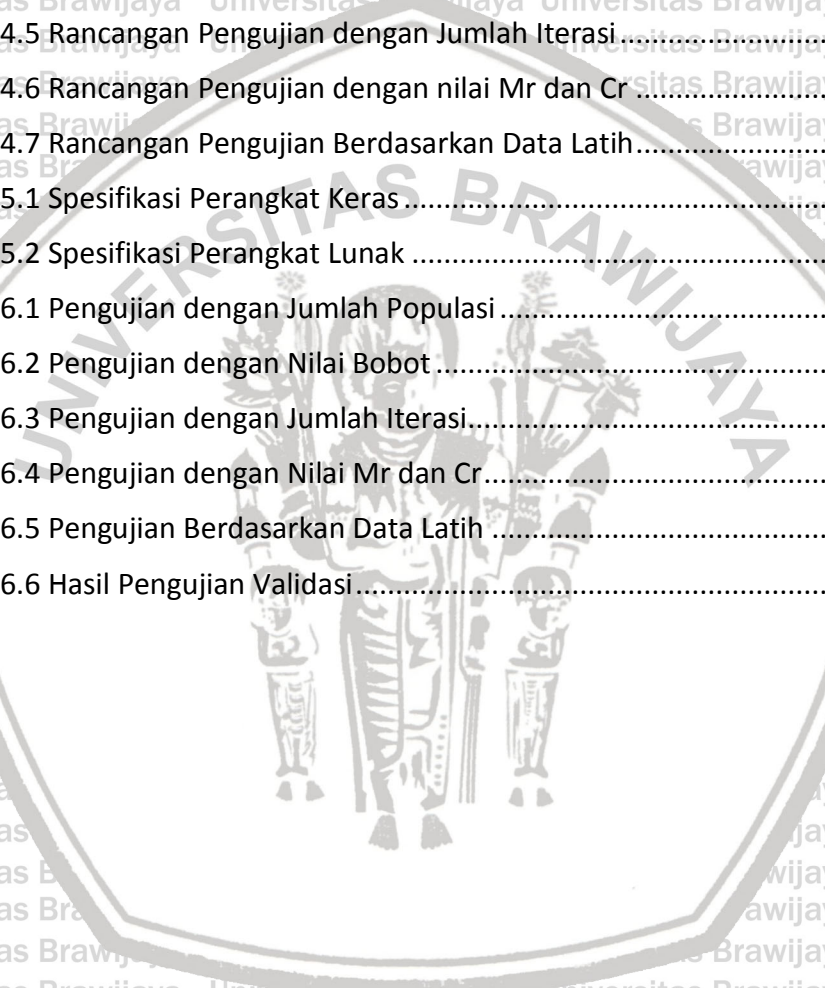 4.5 Rancangan Pengujian dengan Jumlah Iterasi........................
4.6 Rancangan Pengujian dengan nilai Mr dan Cr........................
4.7 Rancangan Pengujian Berdasarkan Data Latih........................
5.1 Spesifikasi Perangkat Keras........................
5.2 Spesifikasi Perangkat Lunak ........................
6.1 Pengujian dengan Jumlah Populasi........................
6.2 Pengujian dengan Nilai Bobot........................
6.3 Pengujian dengan Jumlah Iterasi........................
6.4 Pengujian dengan Nilai Mr dan Cr........................
6.5 Pengujian Berdasarkan Data Latih ........................
6.6 Hasil Pengujian Validasi........................
UNIVERSITAS BRAWIJAYA